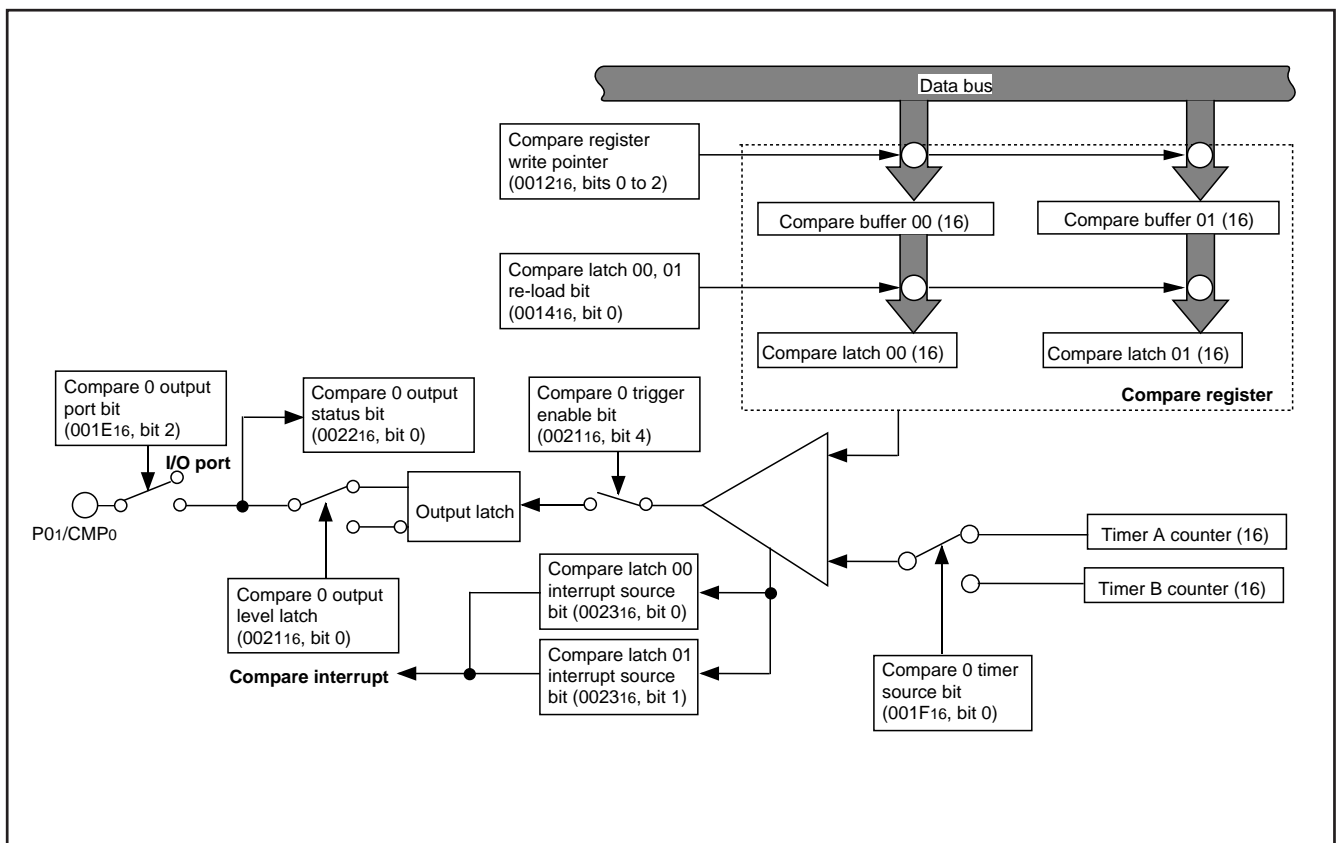 Data bus
Compare register
write pointer
(001216, bits 0 to 2)
Compare buffer 00 (16)
Compare buffer 01 (16)
Compare latch 00, 01
re-load bit
(001416, bit 0)
Compare latch 00 (16)
Compare latch 01 (16)
Compare register
Compare 0 output
port bit
(001E16, bit 2)
Compare 0 output
status bit
(002216, bit 0)
Compare 0 trigger
enable bit
(002116, bit 4)
I/O port
P01/CMP0
Output latch
Timer A counter (16)
Timer B counter (16)
Compare 0 output
level latch
(002116, bit 0)
Compare latch 00
interrupt source
bit (002316, bit 0)
Compare latch 01
interrupt source
bit (002316, bit 1)
Compare interrupt
Compare 0 timer
source bit
(001F16, bit 0)